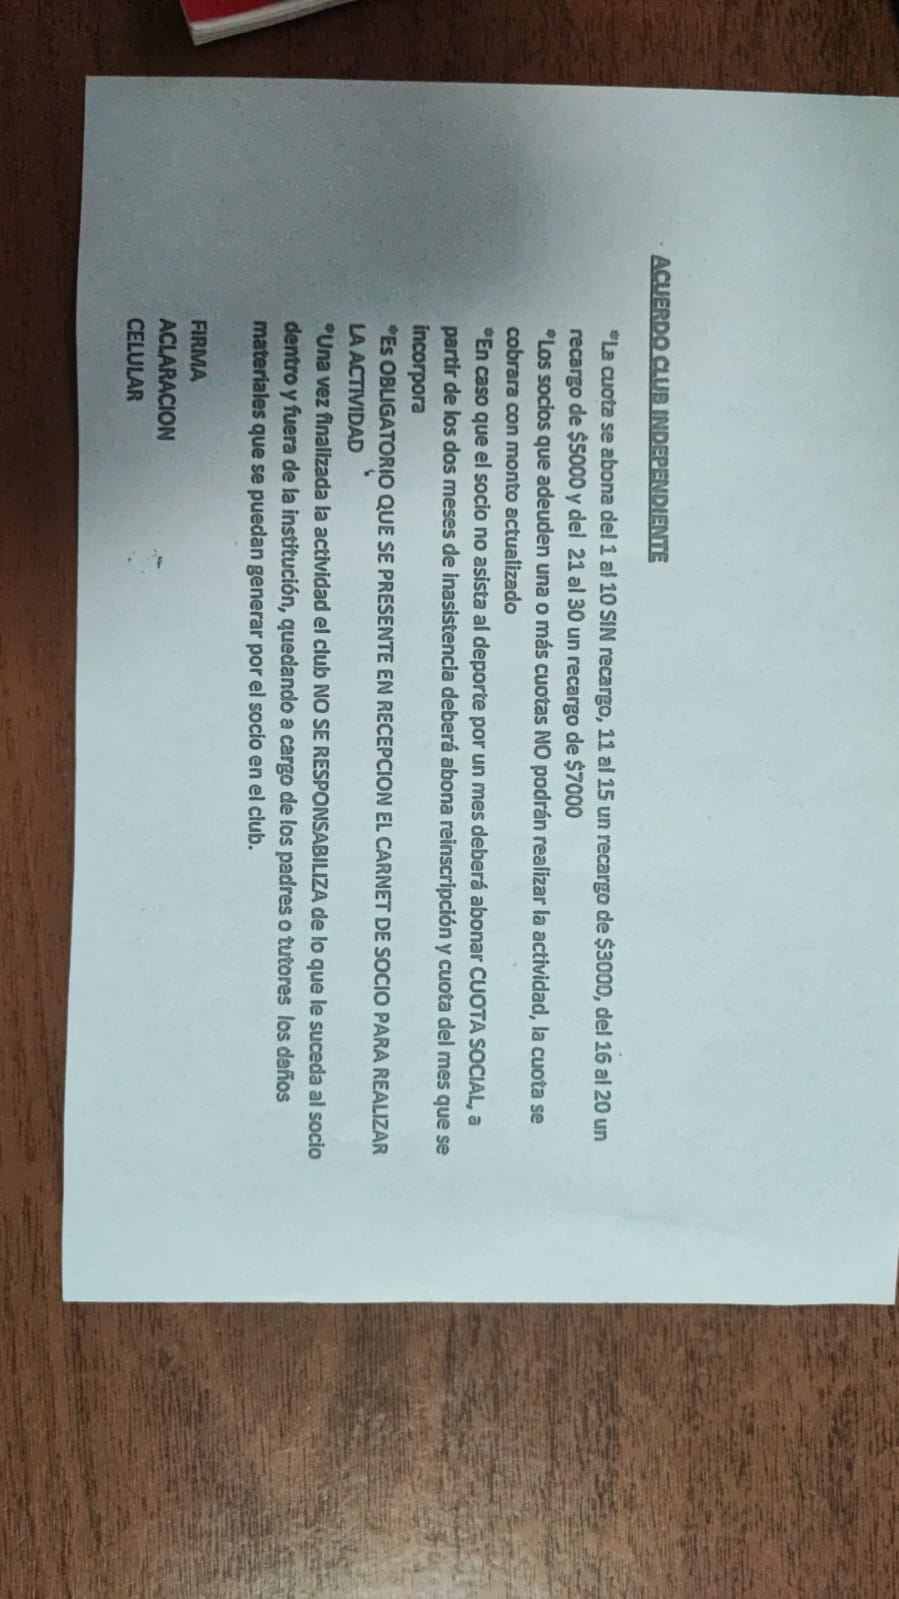 ACUERDO CLUB INDEPENDIENTE
*La cuota se abona del 1 al 10 SIN recargo, 11 al 15 un recargo de $3000, del 16 al 20 un
recargo de $5000 y del 21 al 30 un recargo de $7000
*Los socios que adeuden una o más cuotas NO podrán realizar la actividad, la cuota se
cobrara con monto actualizado
*En caso que el socio no asista al deporte por un mes deberá abonar CUOTA SOCIAL, a
partir de los dos meses de inasistencia deberá abona reinscripción y cuota del mes que se
incorpora
*Es OBLIGATORIO QUE SE PRESENTE EN RECEPCION EL CARNET DE SOCIO PARA REALIZAR
LA ACTIVIDAD
*Una vez finalizada la actividad el club NO SE RESPONSABILIZA de lo que le suceda al socio
dentro y fuera de la institución, quedando a cargo de los padres o tutores los daños
materiales que se puedan generar por el socio en el club.
FIRMA
ACLARACION
CELULAR